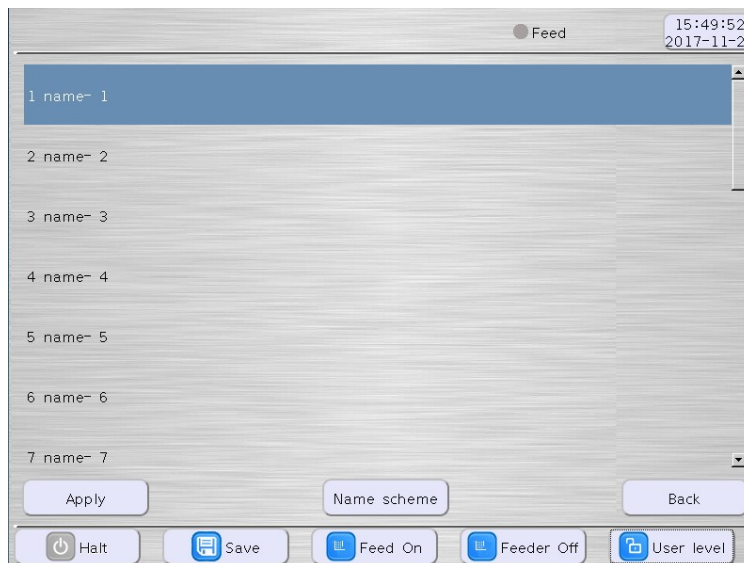 Feed
15:49:52
2017-11-2
1 name- 1
2 name- 2
3 name- 3
4 name- 4
5 name- 5
6 name- 6
7 name- 7
Apply
Name scheme
Back
Halt
Save
Feed On
Feeder Off
User level